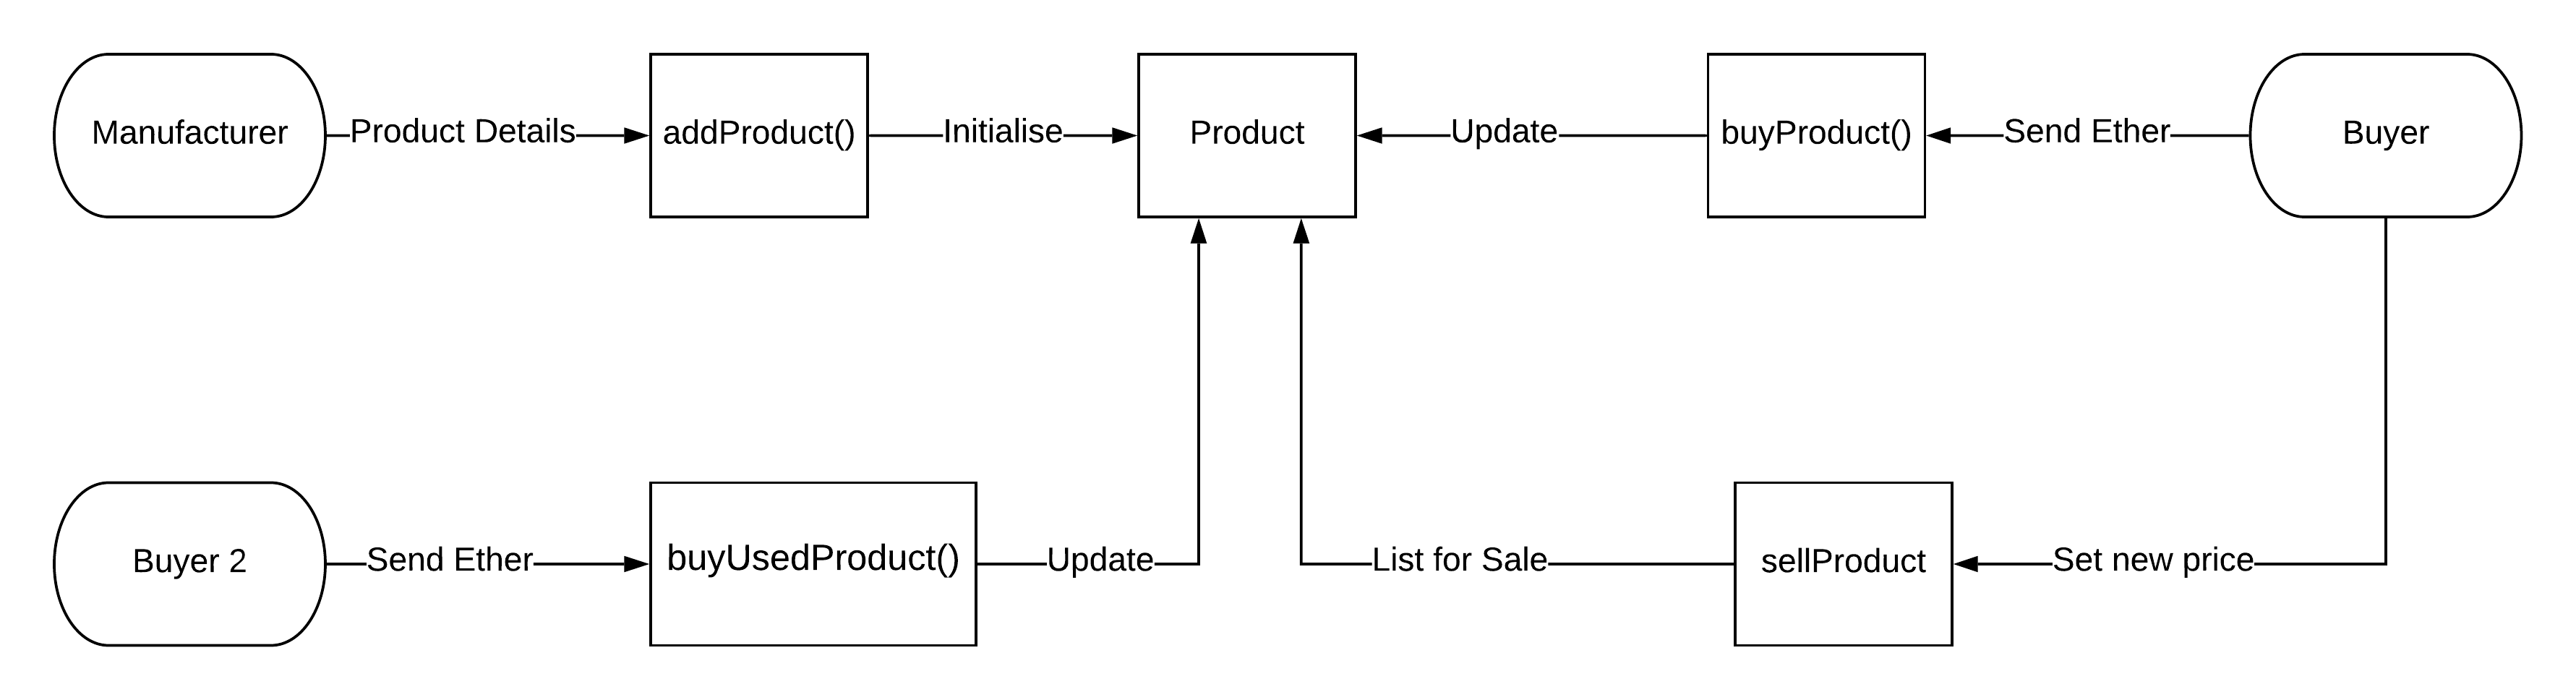 Manufacturer
Product Details
addProduct()
Initialise
Product
Update
buyProduct()
Send Ether
Buyer
Buyer 2
Send Ether
buyUsedProduct()
Update
List for Sale
sellProduct
Set new price